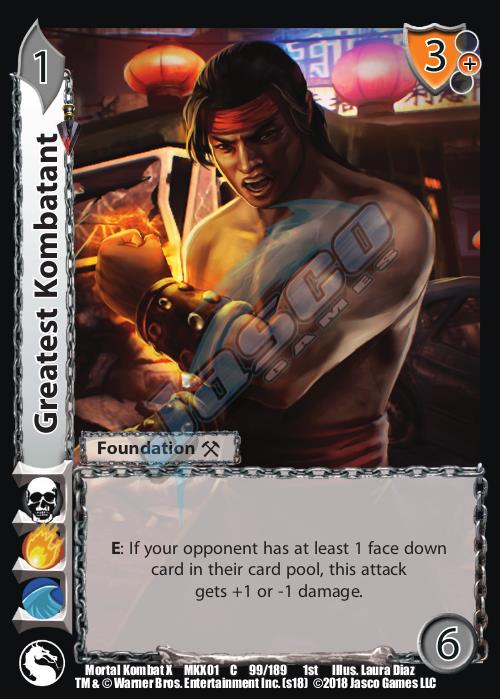 1
3
+
Greatest Kombatant
Jasco
GAMES
Foundation
E: If your opponent has at least 1 face down
card in their card pool, this attack
gets +1 or -1 damage.
6
Mortal Kombat X MKX01 C 99/189 1st Illus. Laura Diaz
TM & © Warner Bros. Entertainment Inc. (s18) ©2018 Jasco Games LLC